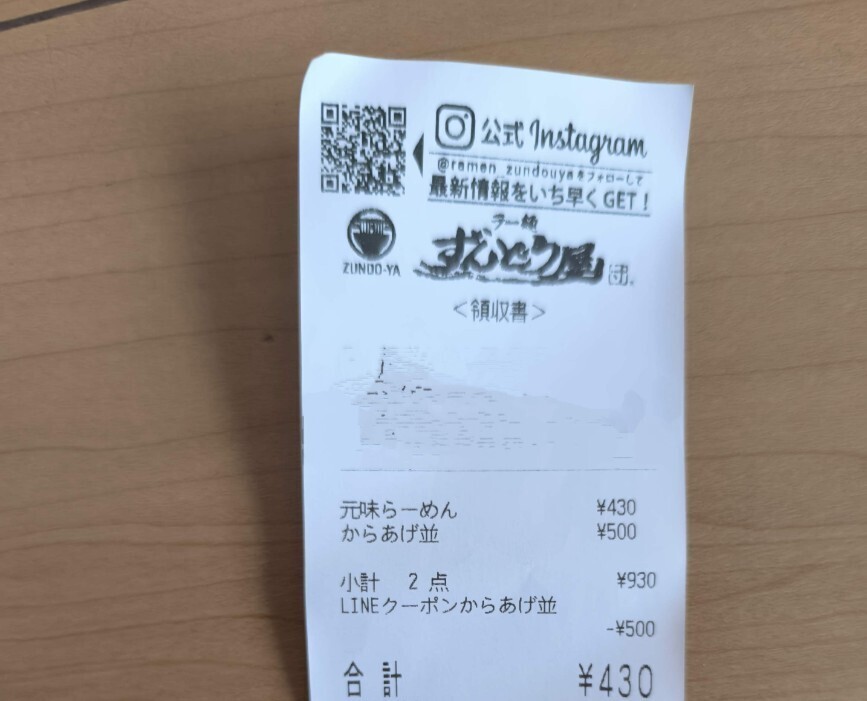 公式 Instagram
@ramen_zundouyaをフォローして
最新情報をいち早くGET！
ラー麺
ずんどう屋
ZUNDO-YA
＜領収書＞
元味らーめん ¥430
からあげ並 ¥500
小計 2 点 ¥930
LINEクーポンからあげ並
-¥500
合 計 ¥430